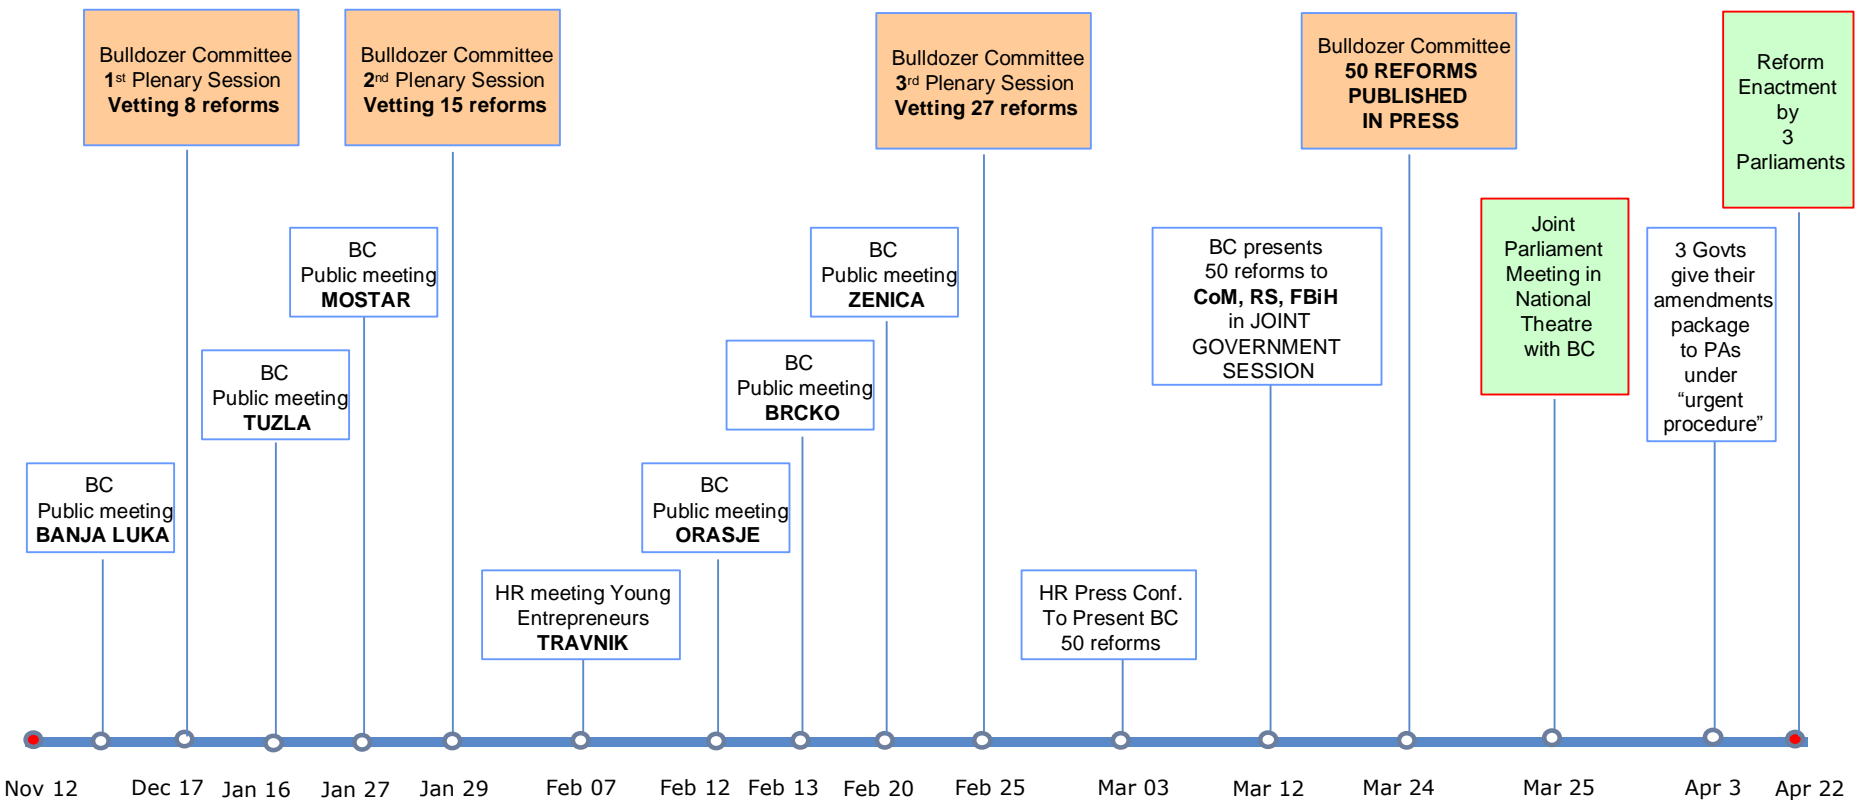 Bulldozer Committee
1st Plenary Session
Vetting 8 reforms
Bulldozer Committee
2nd Plenary Session
Vetting 15 reforms
Bulldozer Committee
3rd Plenary Session
Vetting 27 reforms
Bulldozer Committee
50 REFORMS
PUBLISHED
IN PRESS
Reform
Enactment
by
3
Parliaments
BC
Public meeting
MOSTAR
BC
Public meeting
ZENICA
BC presents
50 reforms to
CoM, RS, FBiH
in JOINT
GOVERNMENT
SESSION
Joint
Parliament
Meeting in
National
Theatre
with BC
3 Govts
give their
amendments
package
to PAs
under
“urgent
procedure”
BC
Public meeting
TUZLA
BC
Public meeting
BRCKO
BC
Public meeting
BANJA LUKA
BC
Public meeting
ORASJE
HR meeting Young
Entrepreneurs
TRAVNIK
HR Press Conf.
To Present BC
50 reforms
Nov 12
Dec 17
Jan 16
Jan 27
Jan 29
Feb 07
Feb 12
Feb 13
Feb 20
Feb 25
Mar 03
Mar 12
Mar 24
Mar 25
Apr 3
Apr 22